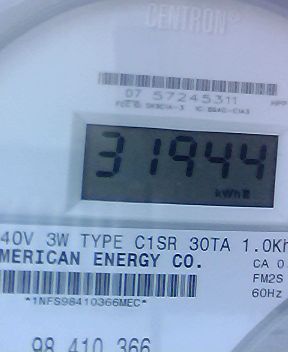 CENTRON®
07 57245311
31944
kWh
40V 3W TYPE C1SR 30TA 1.0Kh
MERICAN ENERGY CO.
CA 0.
FM2S
60Hz
*1NFS98410366MEC*
98 410 366